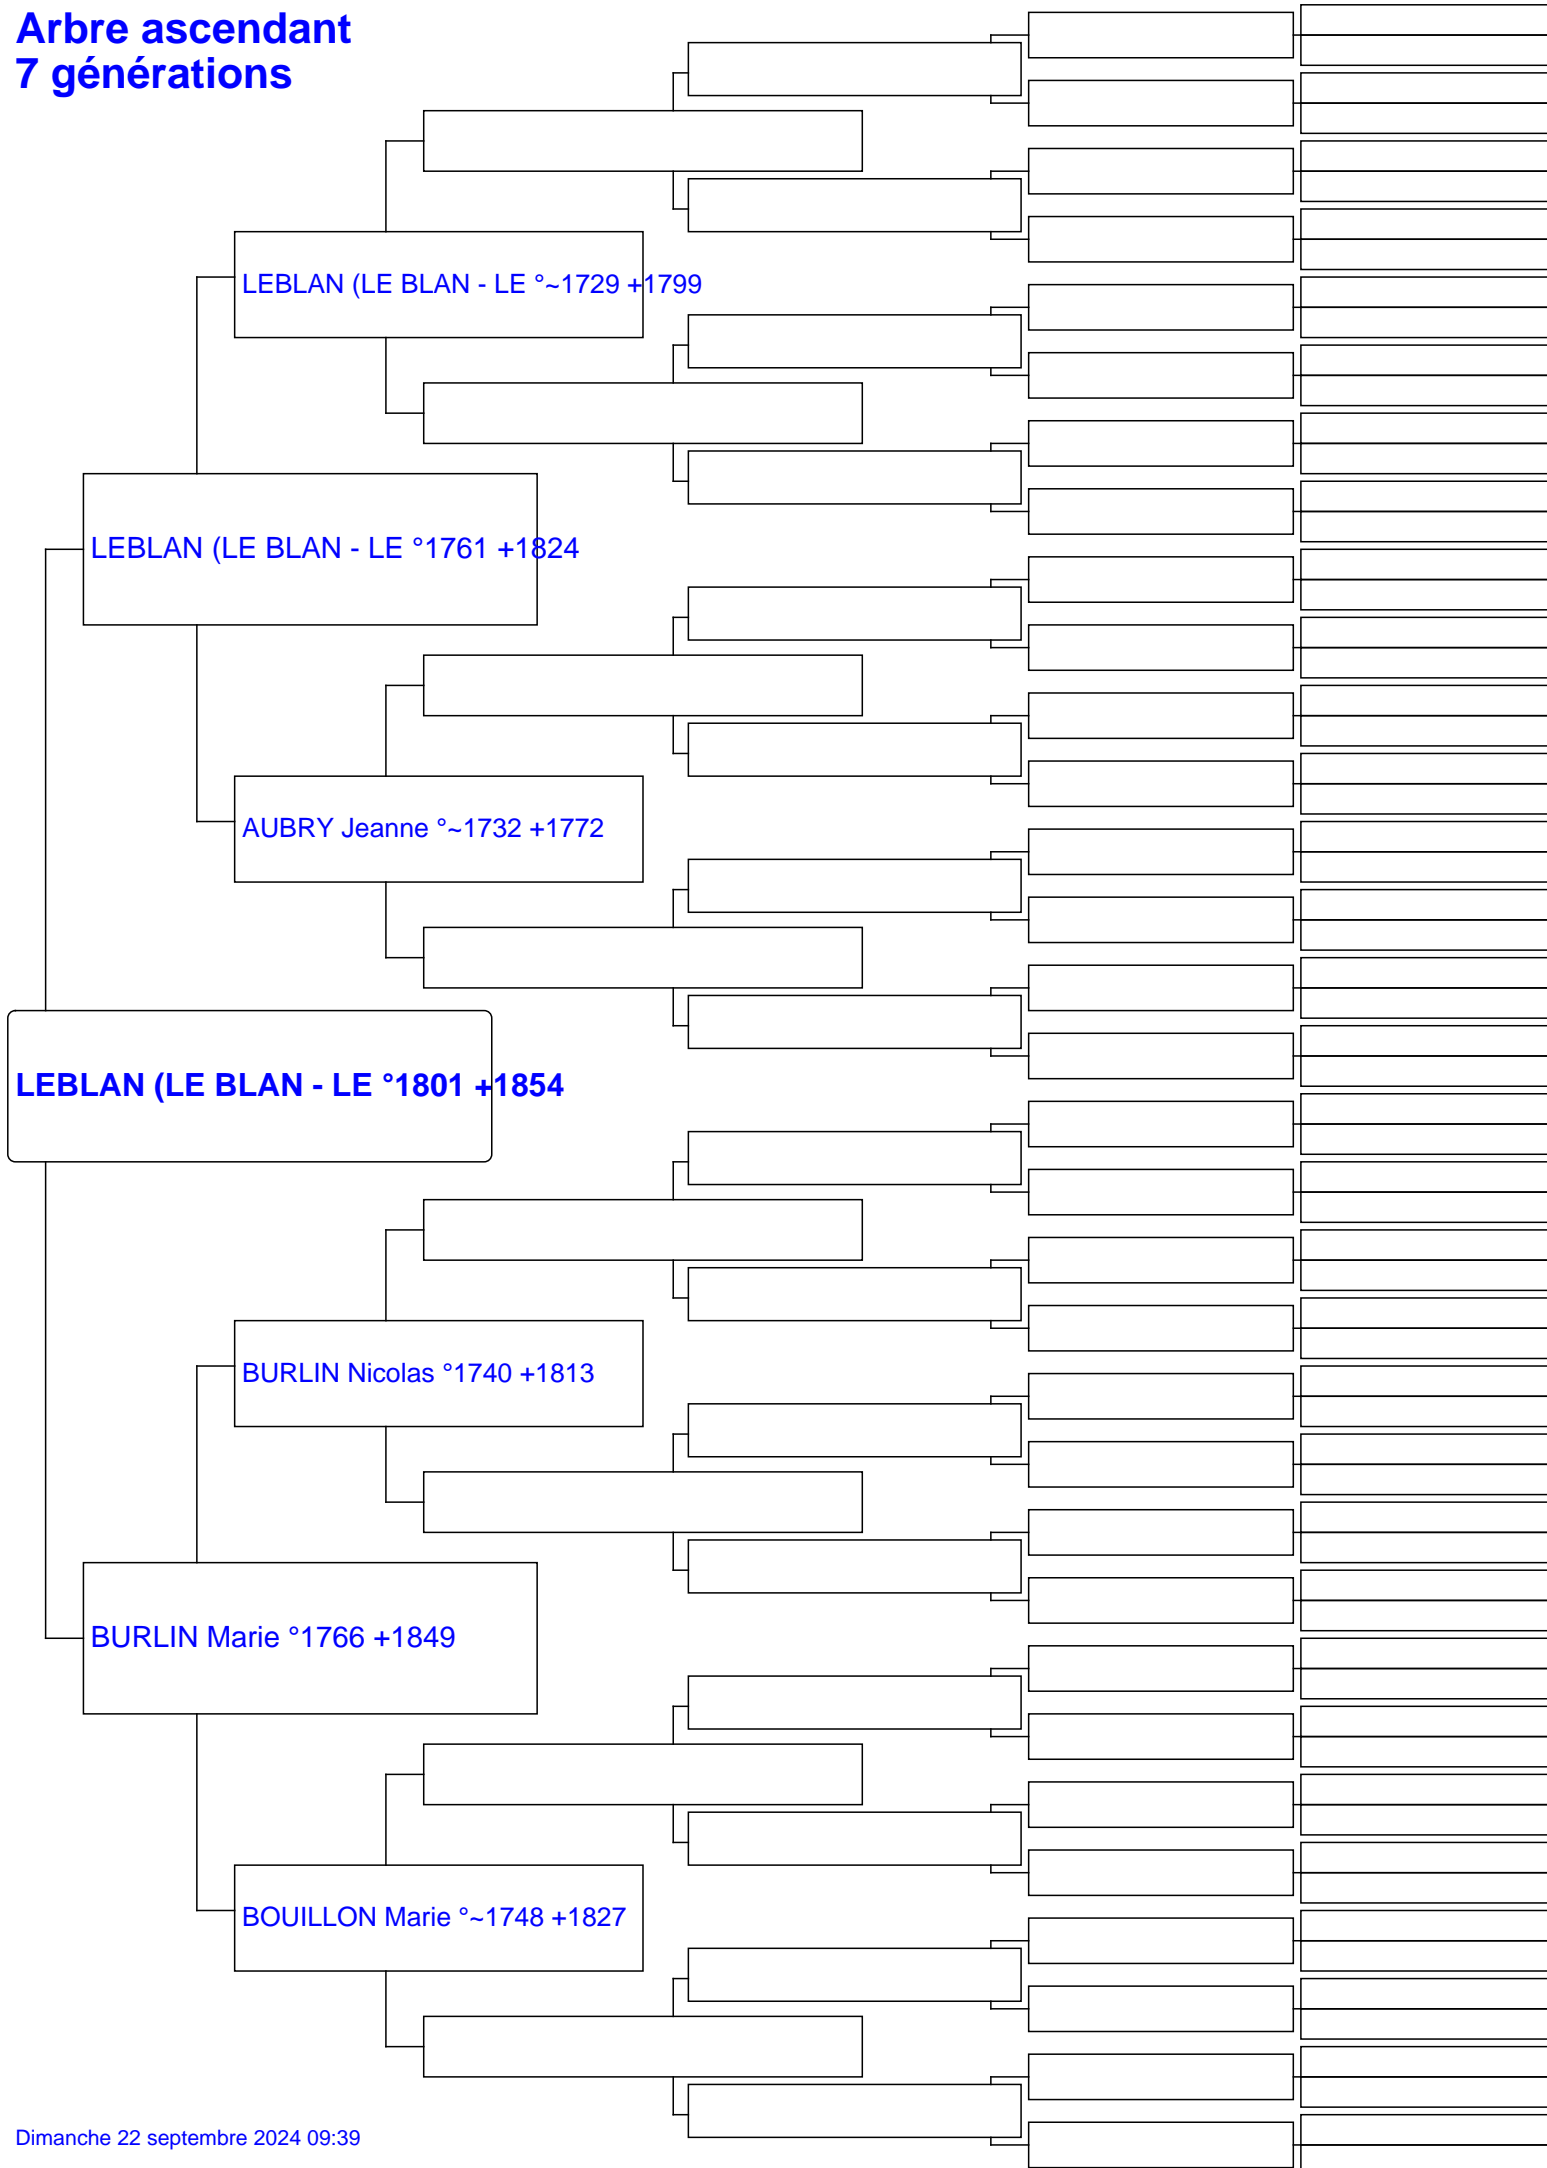 Arbre ascendant
7 générations
LEBLAN (LE BLAN - LE °~1729 +1799
LEBLAN (LE BLAN - LE °1761 +1824
AUBRY Jeanne °~1732 +1772
LEBLAN (LE BLAN - LE °1801 +1854
BURLIN Nicolas °1740 +1813
BURLIN Marie °1766 +1849
BOUILLON Marie °~1748 +1827
Dimanche 22 septembre 2024 09:39